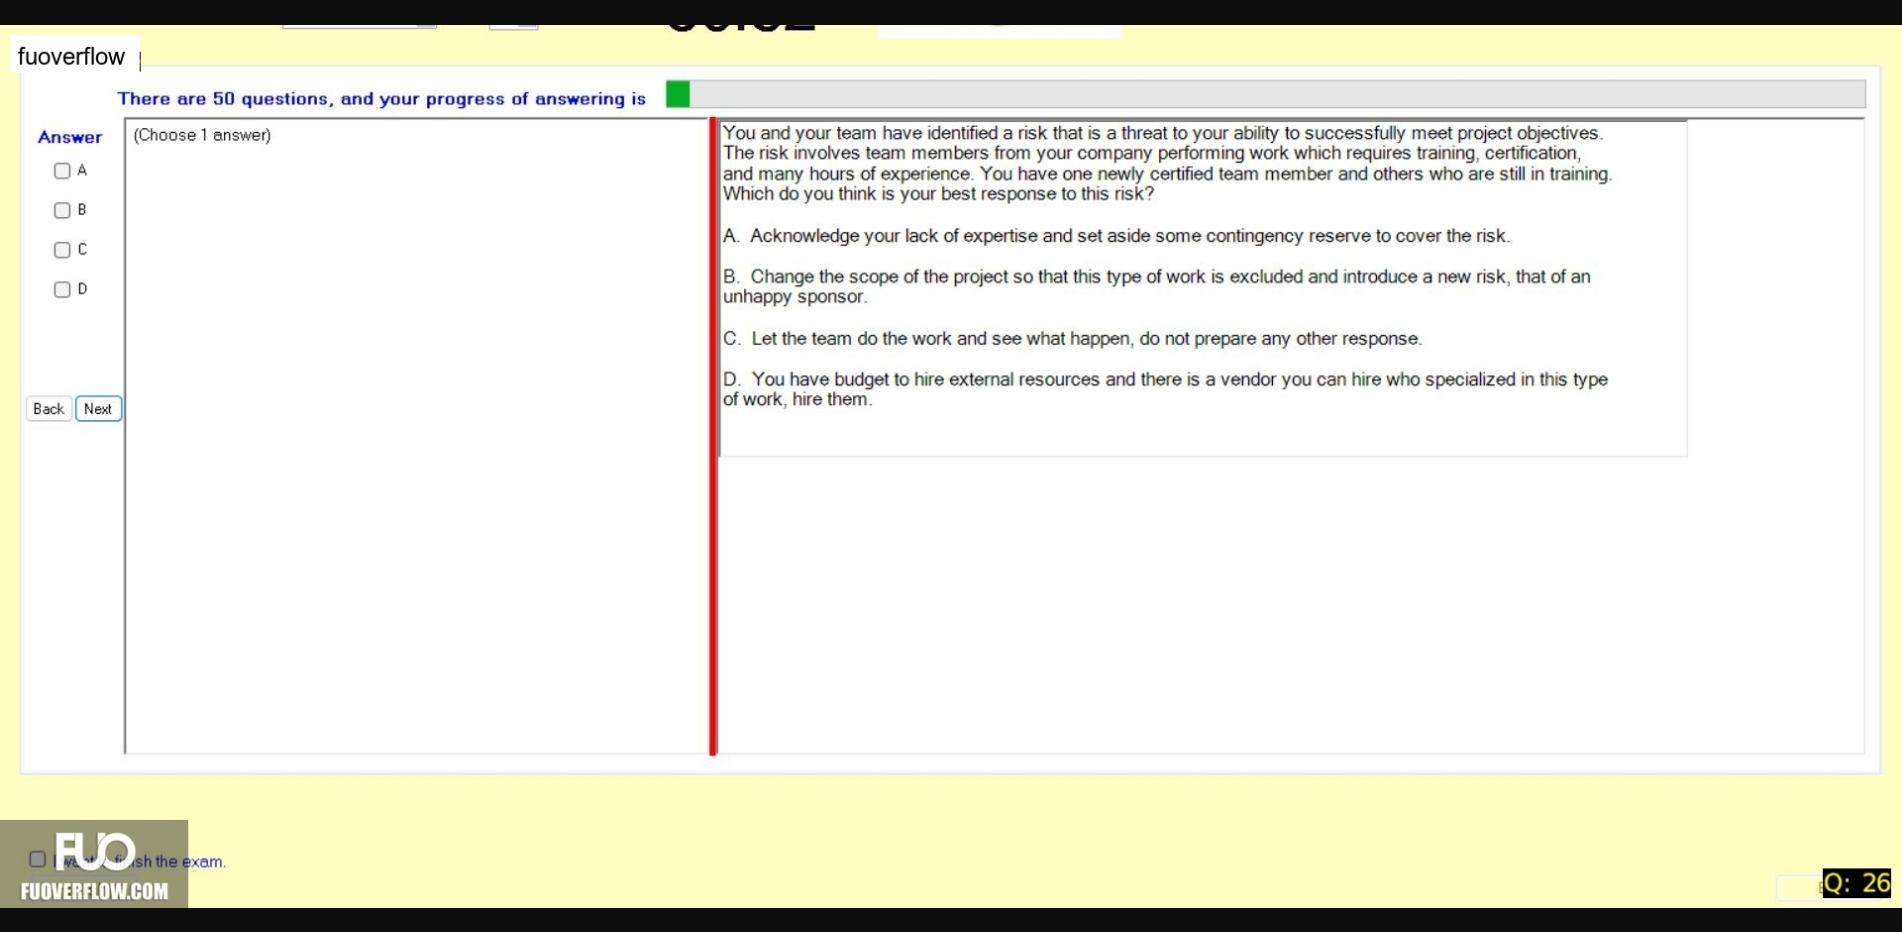 fuoverflow
There are 50 questions, and your progress of answering is
Answer
(Choose 1 answer)
A
B
C
D
Back Next
You and your team have identified a risk that is a threat to your ability to successfully meet project objectives.
The risk involves team members from your company performing work which requires training, certification,
and many hours of experience. You have one newly certified team member and others who are still in training.
Which do you think is your best response to this risk?
A. Acknowledge your lack of expertise and set aside some contingency reserve to cover the risk.
B. Change the scope of the project so that this type of work is excluded and introduce a new risk, that of an
unhappy sponsor.
C. Let the team do the work and see what happen, do not prepare any other response.
D. You have budget to hire external resources and there is a vendor you can hire who specialized in this type
of work, hire them.
FUO
I want to finish the exam.
FUOVERFLOW.COM
Q: 26